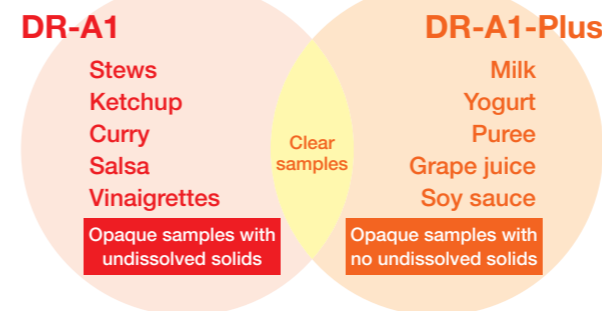 DR-A1
Stews
Ketchup
Curry
Salsa
Vinaigrettes
Opaque samples with
undissolved solids
Clear
samples
DR-A1-Plus
Milk
Yogurt
Puree
Grape juice
Soy sauce
Opaque samples with
no undissolved solids